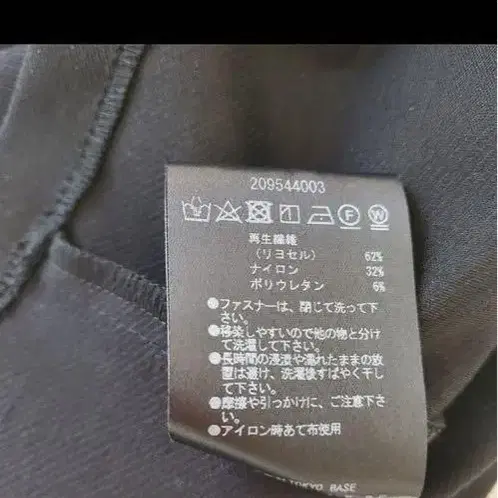 209544003
再生繊維
(リヨセル) 62%
ナイロン 32%
ポリウレタン 6%
●ファスナーは、閉じて洗って下
さい。
●移染しやすいので他の物と分け
て洗濯して下さい。
●長時間の浸漬や濡れたままの放
置は避け、洗濯後すばやく干し
て下さい。
●摩擦や引っかけに、ご注意下さ
い。
●アイロン時あて布使用
TOKYO BASE